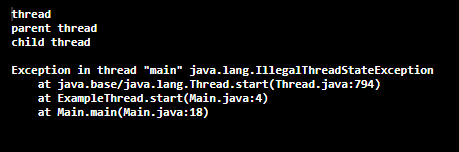 thread
parent thread
child thread
Exception in thread "main" java.lang.IllegalThreadStateException
at java.base/java.lang.Thread.start(Thread.java:794)
at ExampleThread.start(Main.java:4)
at Main.main(Main.java:18)